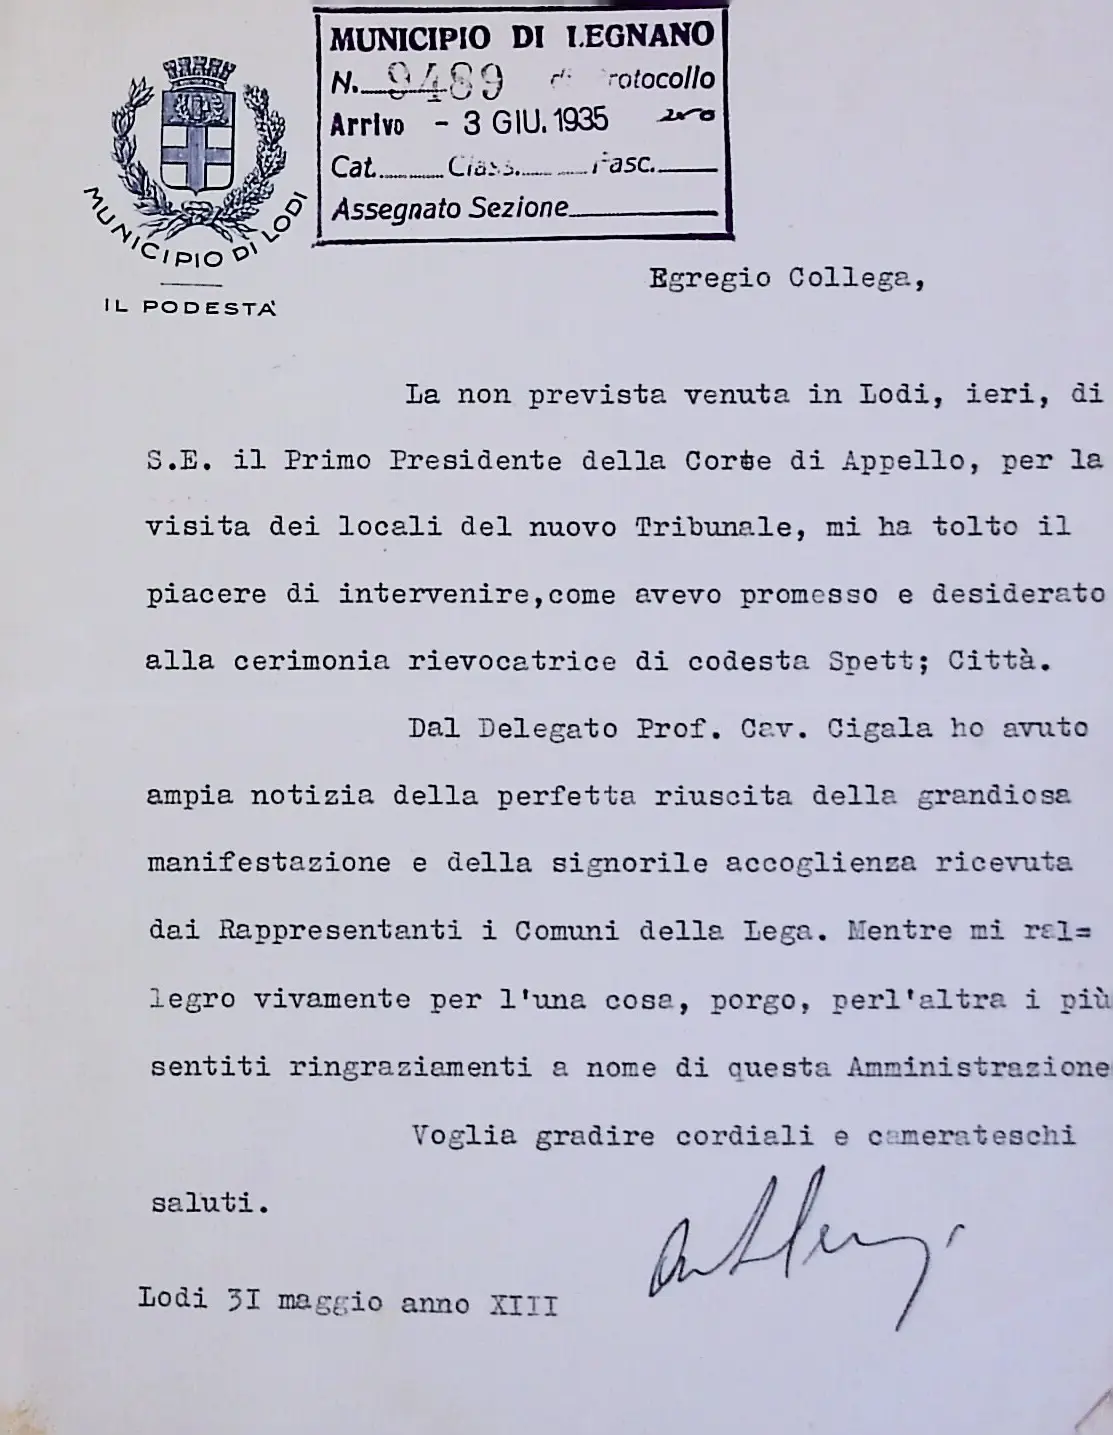 MUNICIPIO DI LEGNANO
N. 9489 di Protocollo
Arrivo - 3 GIU. 1935
Cat. Class. Fasc.
Assegnato Sezione
MUNICIPIO DI LODI
IL PODESTA'
Egregio Collega,
La non prevista venuta in Lodi, ieri, di
S.E. il Primo Presidente della Corte di Appello, per la
visita dei locali del nuovo Tribunale, mi ha tolto il
piacere di intervenire,come avevo promesso e desiderato
alla cerimonia rievocatrice di codesta Spett; Città.
Dal Delegato Prof. Cav. Cigala ho avuto
ampia notizia della perfetta riuscita della grandiosa
manifestazione e della signorile accoglienza ricevuta
dai Rappresentanti i Comuni della Lega. Mentre mi ral=
legro vivamente per l'una cosa, porgo, perl'altra i più
sentiti ringraziamenti a nome di questa Amministrazione
Voglia gradire cordiali e camerateschi
saluti.
Lodi 3I maggio anno XIII